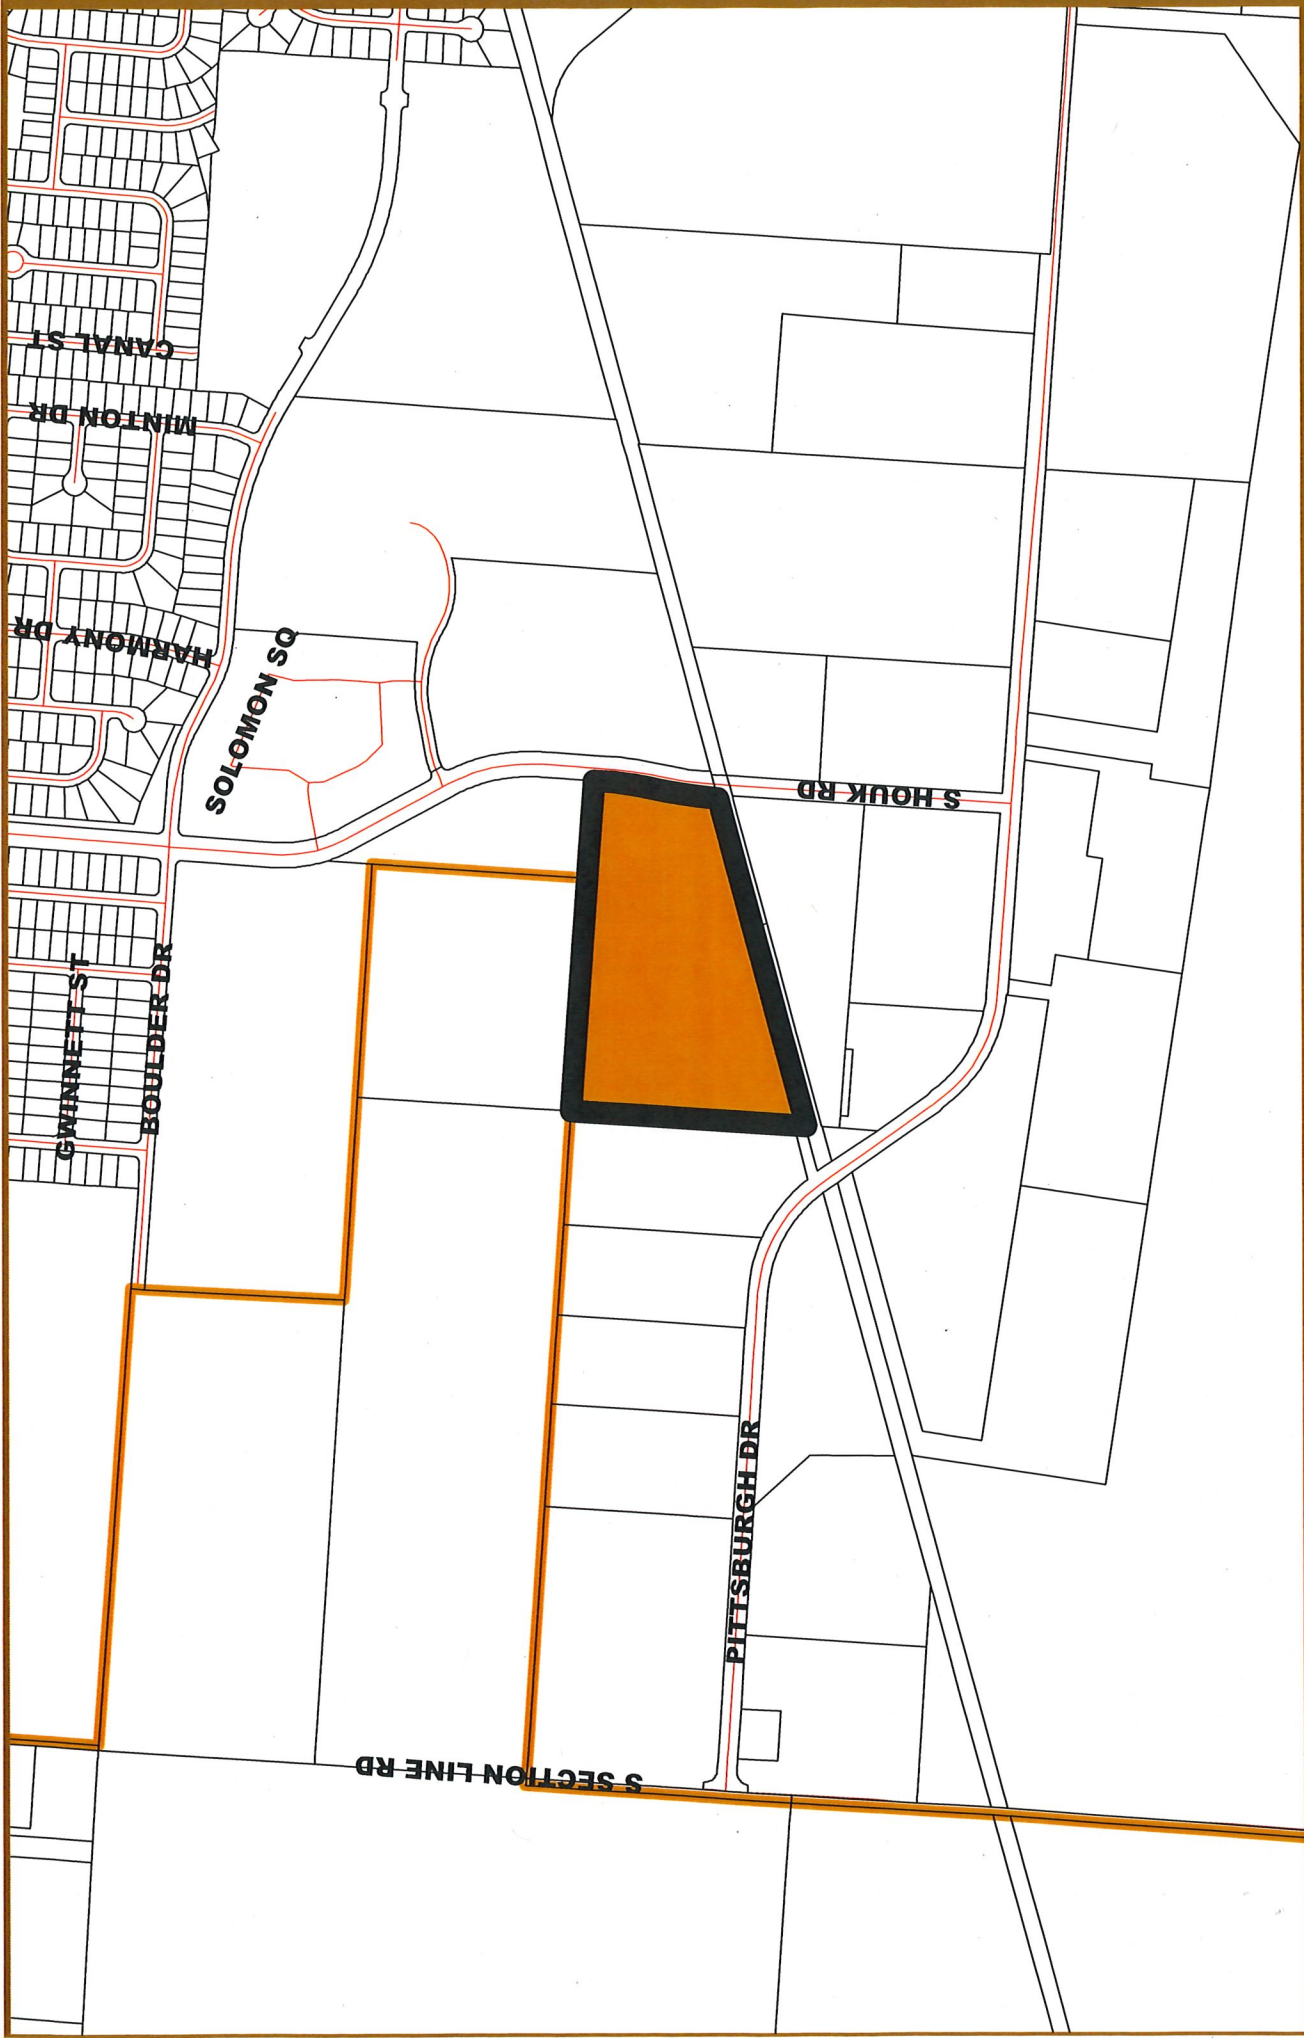 CANAL ST
MINTON DR
HARMONY DR
SOLOMON SQ
S HOUK RD
GWINNETT ST
BOULDER DR
PITTSBURGH DR
S SECTION LINE RD